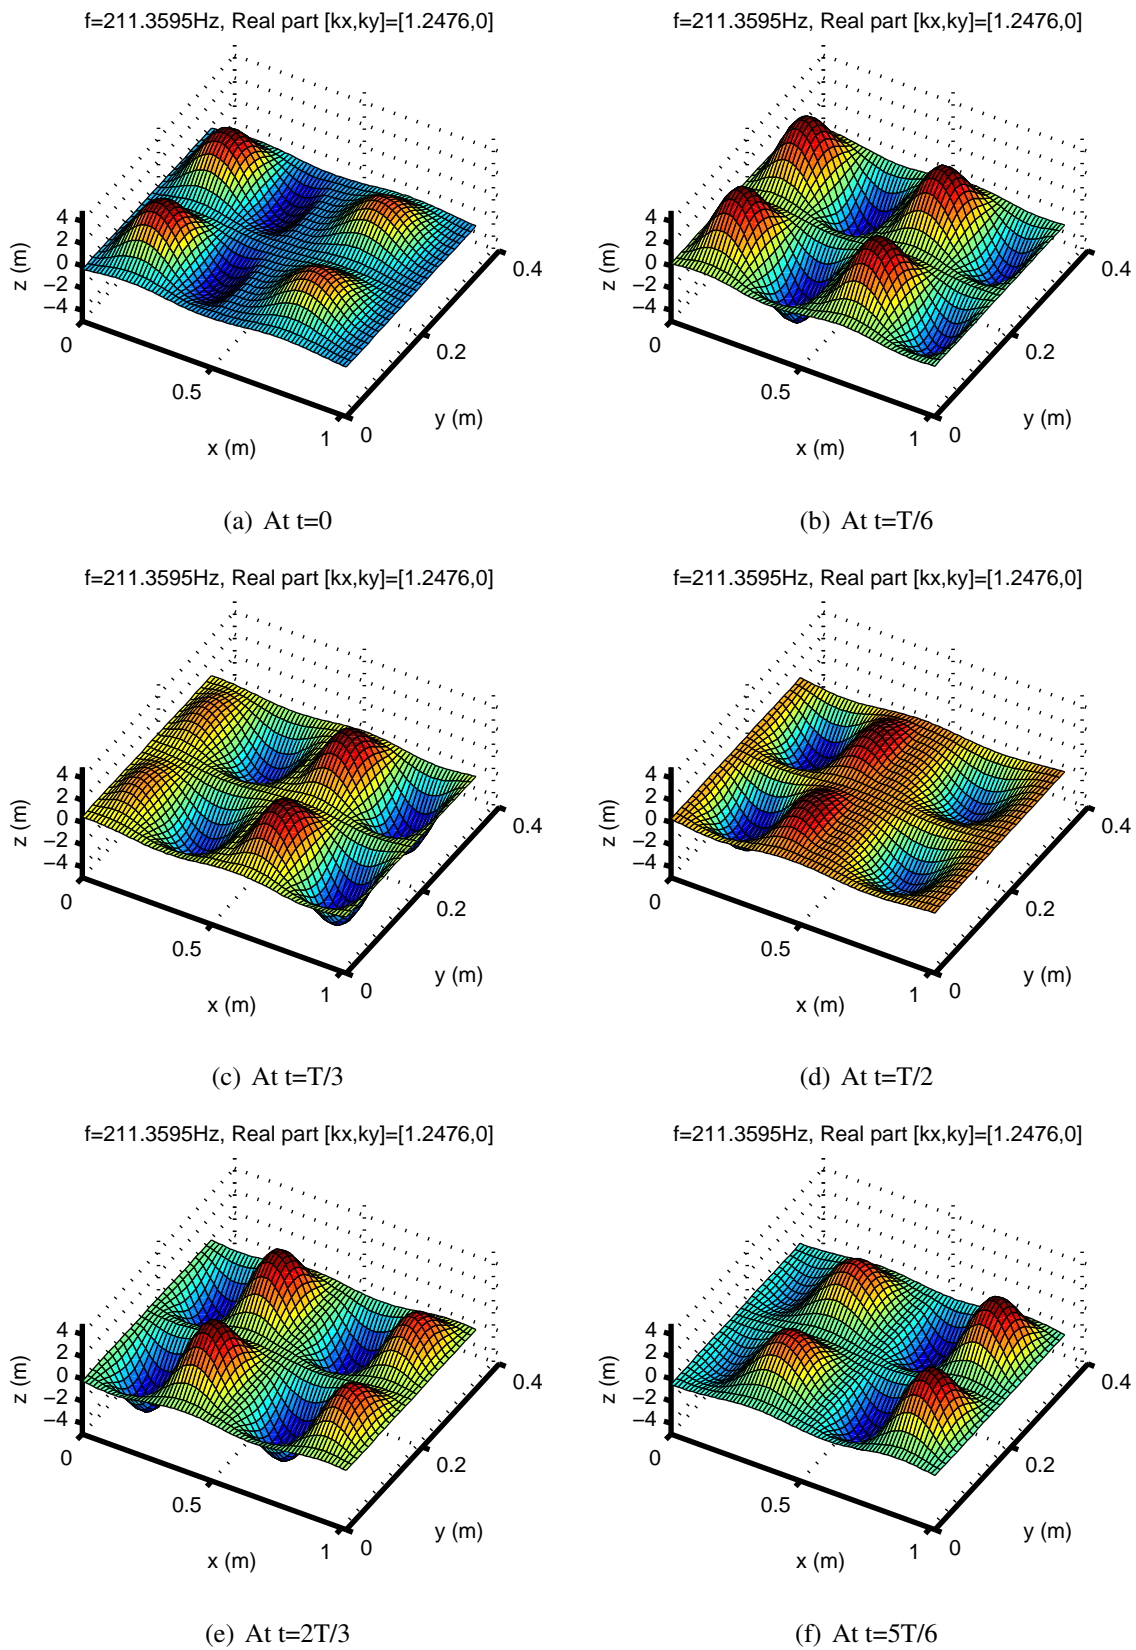 f=211.3595Hz, Real part [kx,ky]=[1.2476,0]
4
2
0
−2
−4
z (m)
0
0.5
1
x (m)
0
0.2
0.4
y (m)
(a) At t=0
f=211.3595Hz, Real part [kx,ky]=[1.2476,0]
4
2
0
−2
−4
z (m)
0
0.5
1
x (m)
0
0.2
0.4
y (m)
(b) At t=T/6
f=211.3595Hz, Real part [kx,ky]=[1.2476,0]
4
2
0
−2
−4
z (m)
0
0.5
1
x (m)
0
0.2
0.4
y (m)
(c) At t=T/3
f=211.3595Hz, Real part [kx,ky]=[1.2476,0]
4
2
0
−2
−4
z (m)
0
0.5
1
x (m)
0
0.2
0.4
y (m)
(d) At t=T/2
f=211.3595Hz, Real part [kx,ky]=[1.2476,0]
4
2
0
−2
−4
z (m)
0
0.5
1
x (m)
0
0.2
0.4
y (m)
(e) At t=2T/3
f=211.3595Hz, Real part [kx,ky]=[1.2476,0]
4
2
0
−2
−4
z (m)
0
0.5
1
x (m)
0
0.2
0.4
y (m)
(f) At t=5T/6